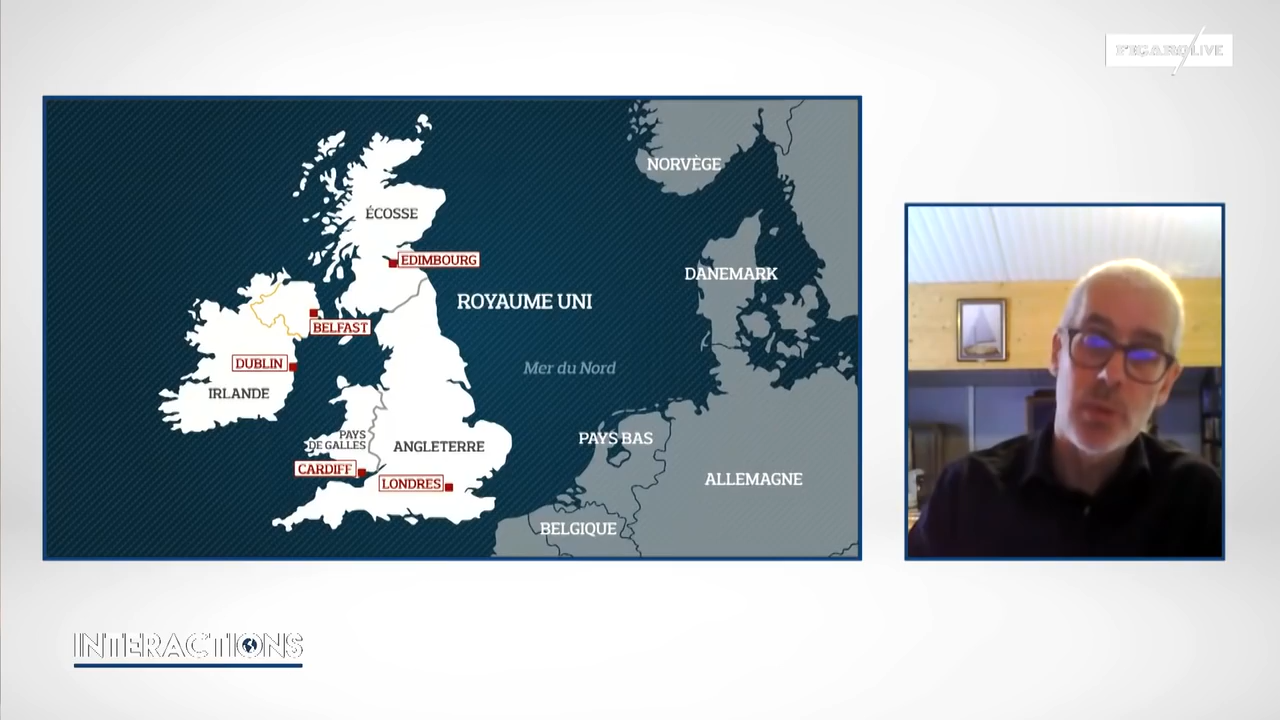 FIGARO LIVE
NORVÈGE
ÉCOSSE
EDIMBOURG
DANEMARK
ROYAUME UNI
BELFAST
DUBLIN
Mer du Nord
IRLANDE
PAYS
DE GALLES
ANGLETERRE
PAYS BAS
CARDIFF
LONDRES
ALLEMAGNE
BELGIQUE
INTERACTIONS